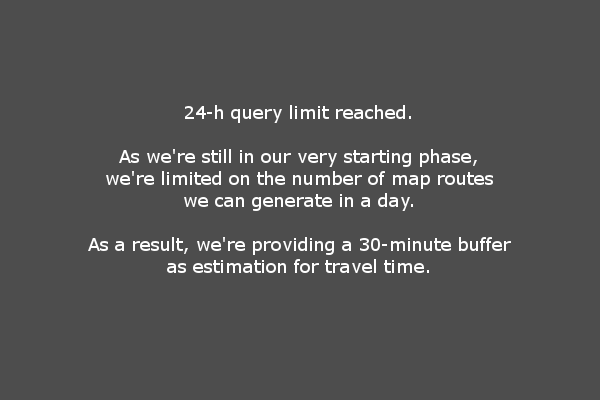 24-h query limit reached.
As we're still in our very starting phase,
we're limited on the number of map routes
we can generate in a day.
As a result, we're providing a 30-minute buffer
as estimation for travel time.